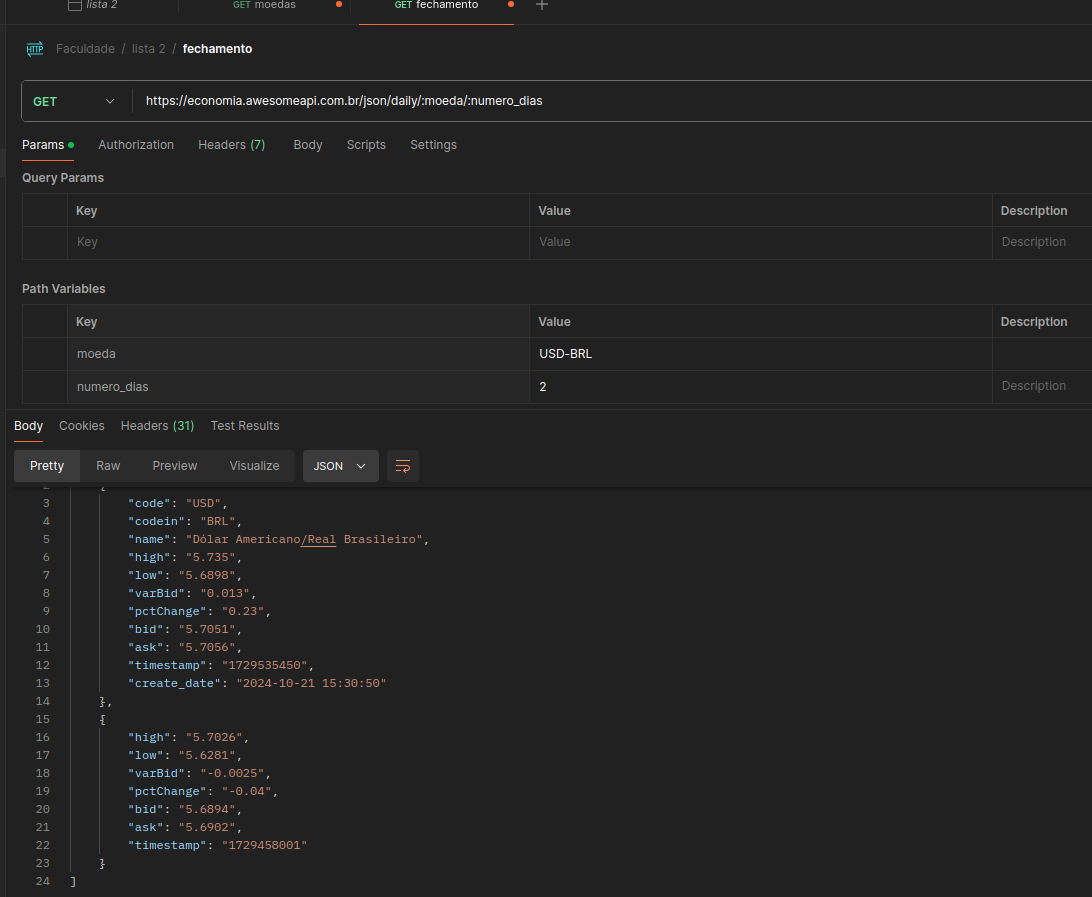 lista 2 GET moedas GET fechamento
HTTP Faculdade / lista 2 / fechamento
GET https://economia.awesomeapi.com.br/json/daily/:moeda/:numero_dias
Params Authorization Headers (7) Body Scripts Settings
Query Params
Key Value Description
Key Value Description
Path Variables
Key Value Description
moeda USD-BRL
numero_dias 2 Description
Body Cookies Headers (31) Test Results
Pretty Raw Preview Visualize JSON
2 {
3 "code": "USD",
4 "codein": "BRL",
5 "name": "Dólar Americano/Real Brasileiro",
6 "high": "5.735",
7 "low": "5.6898",
8 "varBid": "0.013",
9 "pctChange": "0.23",
10 "bid": "5.7051",
11 "ask": "5.7056",
12 "timestamp": "1729535450",
13 "create_date": "2024-10-21 15:30:50"
14 },
15 {
16 "high": "5.7026",
17 "low": "5.6281",
18 "varBid": "-0.0025",
19 "pctChange": "-0.04",
20 "bid": "5.6894",
21 "ask": "5.6902",
22 "timestamp": "1729458001"
23 }
24 ]